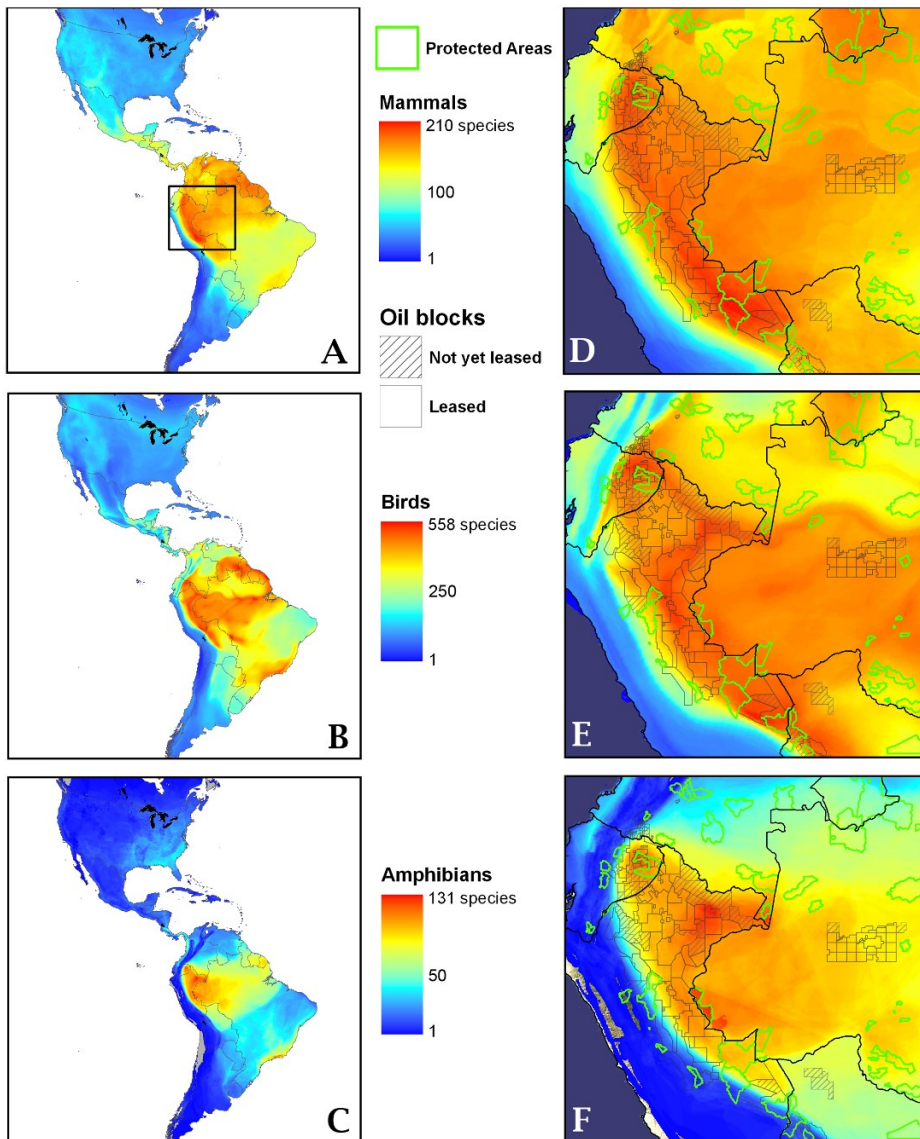 A
B
C
Protected Areas
Mammals
210 species
100
1
Oil blocks
Not yet leased
Leased
Birds
558 species
250
1
Amphibians
131 species
50
1
D
E
F